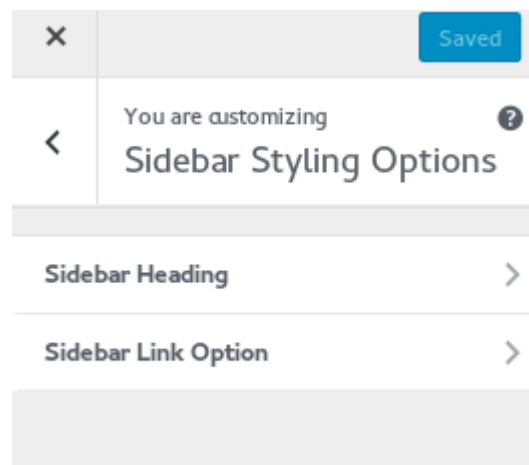 Saved
You are customizing
Sidebar Styling Options
Sidebar Heading
Sidebar Link Option